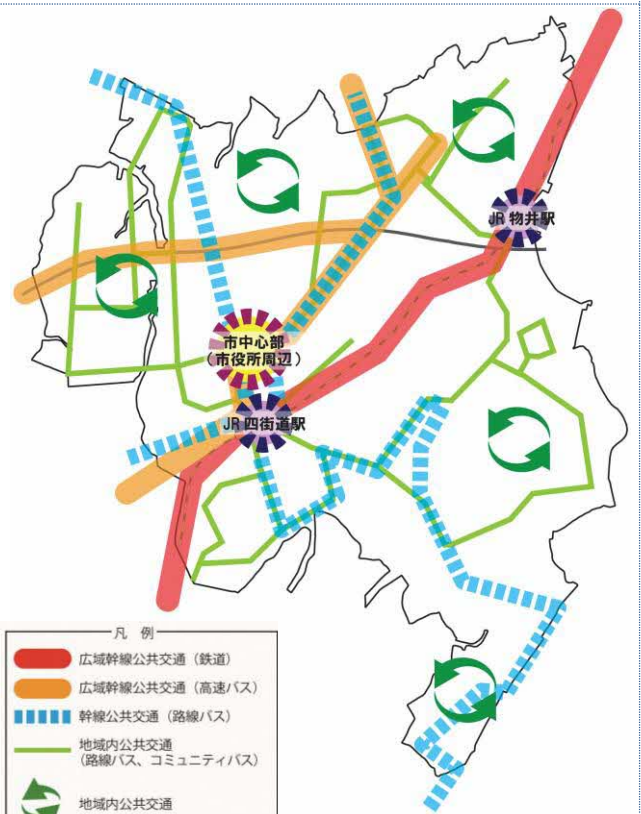 JR 物井駅
市中心部
（市役所周辺）
JR 四街道駅
凡 例
広域幹線公共交通（鉄道）
広域幹線公共交通（高速バス）
幹線公共交通（路線バス）
地域内公共交通
（路線バス、コミュニティバス）
地域内公共交通